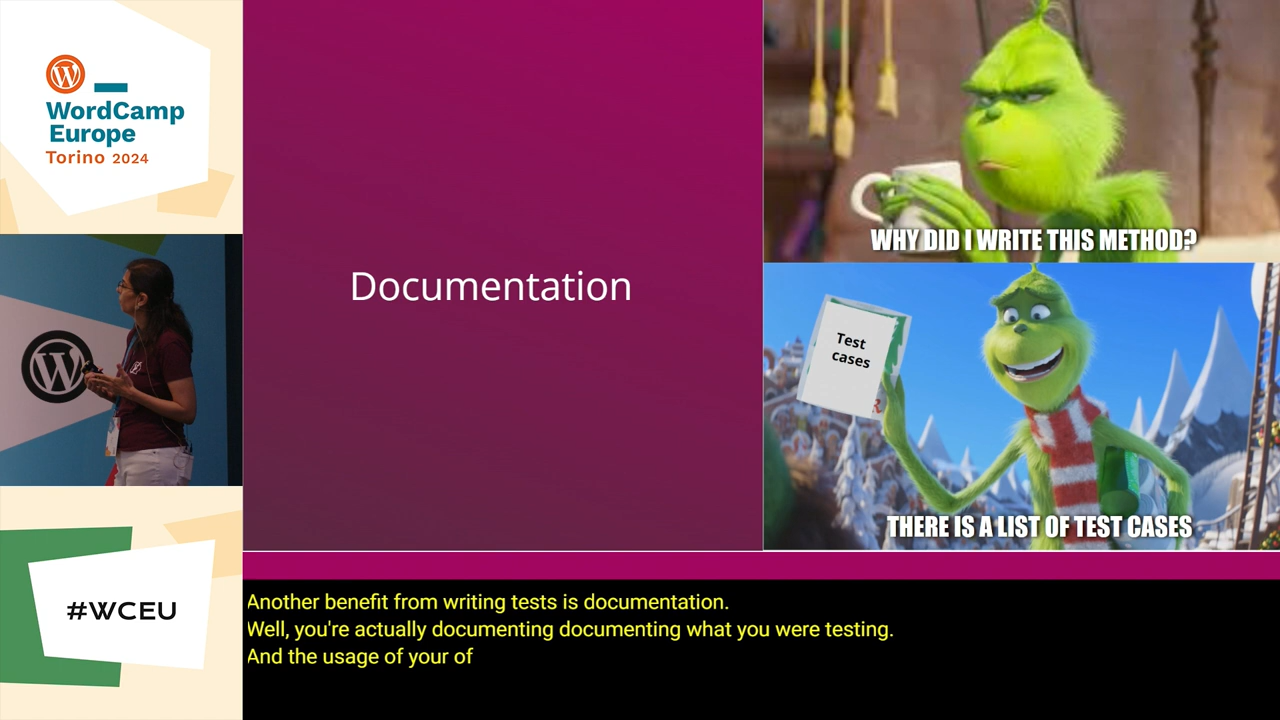 WordCamp
Europe
Torino 2024
#WCEU
Documentation
WHY DID I WRITE THIS METHOD?
Test
cases
THERE IS A LIST OF TEST CASES
Another benefit from writing tests is documentation.
Well, you're actually documenting documenting what you were testing.
And the usage of your of